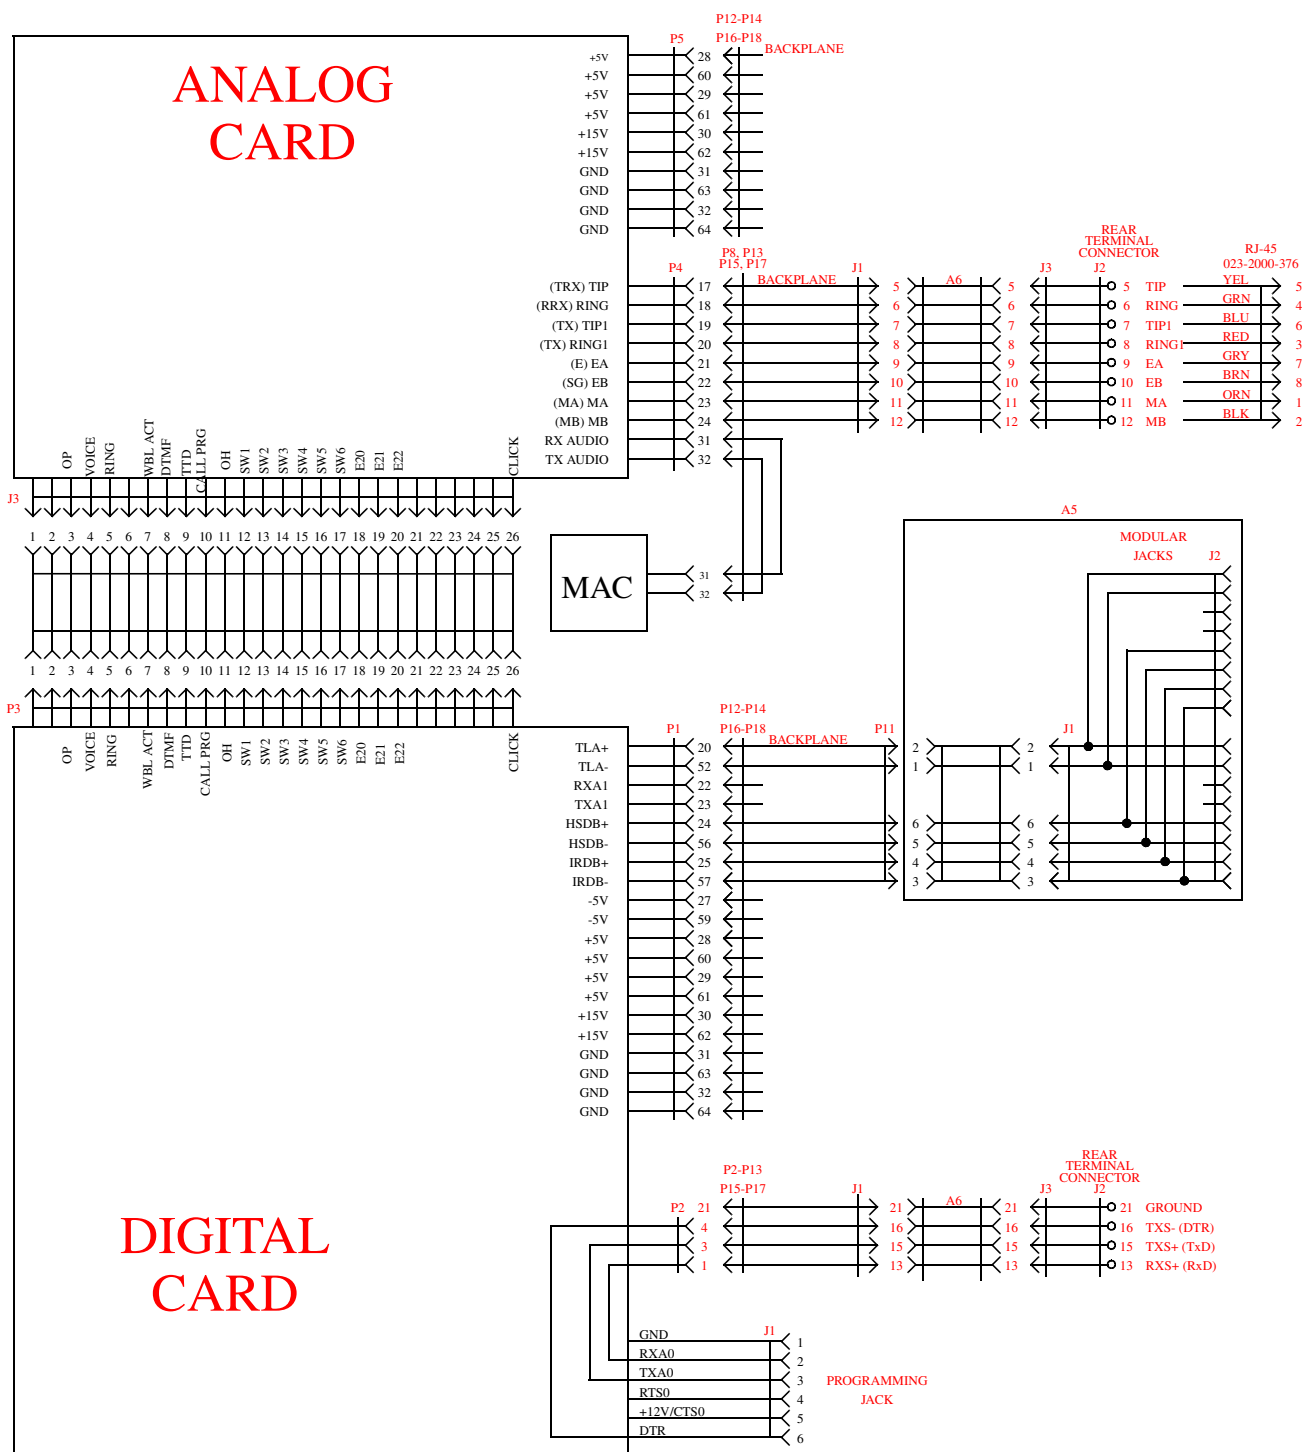 P12-P14
P5 P16-P18
BACKPLANE
ANALOG
CARD
+5V 28
+5V 60
+5V 29
+5V 61
+15V 30
+15V 62
GND 31
GND 63
GND 32
GND 64
REAR
TERMINAL
CONNECTOR
RJ-45
023-2000-376
P8, P13
P4 P15, P17 J1 J3 J2
BACKPLANE A6
(TRX) TIP 17 5 5 5 TIP YEL 5
(RRX) RING 18 6 6 6 RING GRN 4
(TX) TIP1 19 7 7 7 TIP1 BLU 6
(TX) RING1 20 8 8 8 RING1 RED 3
(E) EA 21 9 9 9 EA GRY 7
(SG) EB 22 10 10 10 EB BRN 8
(MA) MA 23 11 11 11 MA ORN 1
(MB) MB 24 12 12 12 MB BLK 2
RX AUDIO 31
TX AUDIO 32
OP VOICE RING WBL ACT DTMF TTD CALL PRG OH SW1 SW2 SW3 SW4 SW5 SW6 E20 E21 E22 CLICK
J3
1 2 3 4 5 6 7 8 9 10 11 12 13 14 15 16 17 18 19 20 21 22 23 24 25 26
MAC
31
32
A5
MODULAR
JACKS
J2
1 2 3 4 5 6 7 8 9 10 11 12 13 14 15 16 17 18 19 20 21 22 23 24 25 26
P3
OP VOICE RING WBL ACT DTMF TTD CALL PRG OH SW1 SW2 SW3 SW4 SW5 SW6 E20 E21 E22 CLICK
P12-P14
P1 P16-P18 P11 J1
BACKPLANE
TLA+ 20 2 2
TLA- 52 1 1
RXA1 22
TXA1 23
HSDB+ 24 6 6
HSDB- 56 5 5
IRDB+ 25 4 4
IRDB- 57 3 3
-5V 27
-5V 59
+5V 28
+5V 60
+5V 29
+5V 61
+15V 30
+15V 62
GND 31
GND 63
GND 32
GND 64
DIGITAL
CARD
REAR
TERMINAL
CONNECTOR
P2-P13
P15-P17 J1 J3 J2
A6
P2 21 21 21 21 GROUND
4 16 16 16 TXS- (DTR)
3 15 15 15 TXS+ (TxD)
1 13 13 13 RXS+ (RxD)
J1
GND 1
RXA0 2
TXA0 3
RTS0 4
+12V/CTS0 5
DTR 6
PROGRAMMING
JACK